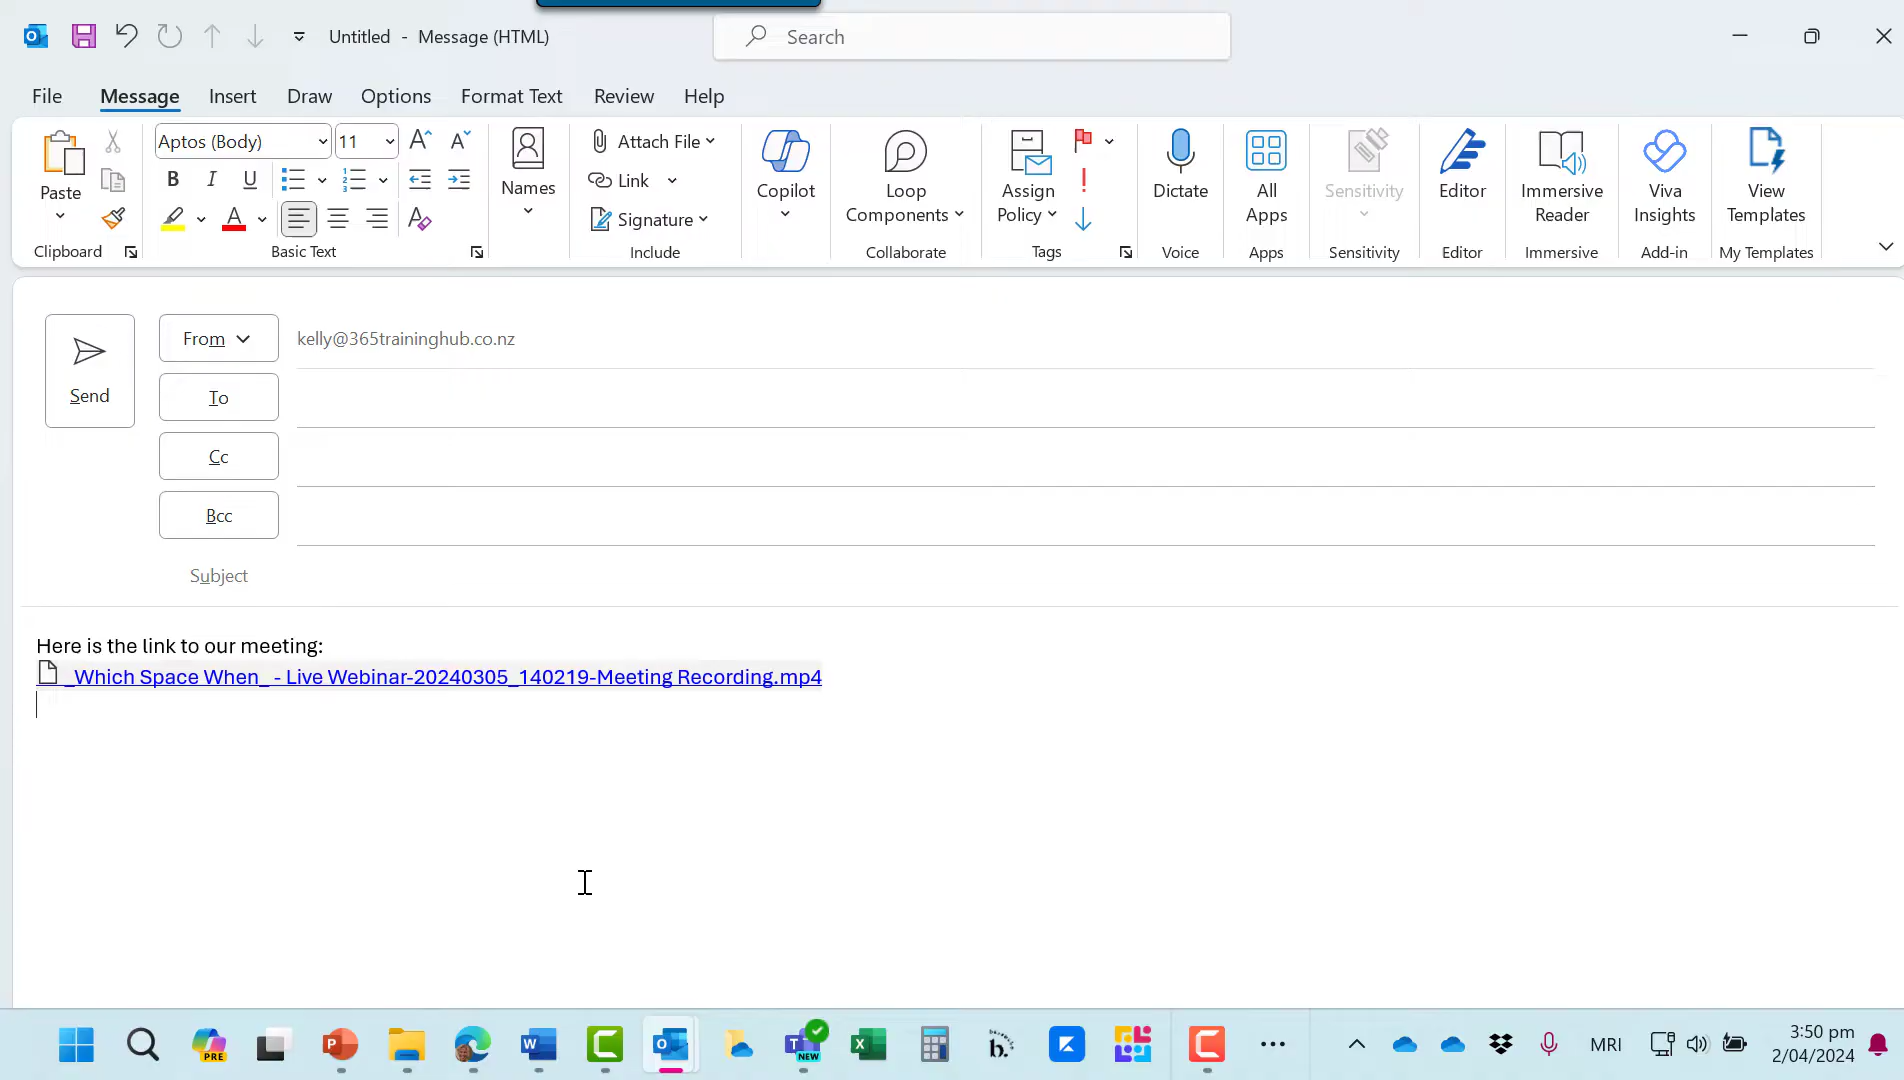 Untitled - Message (HTML)
Search
File Message Insert Draw Options Format Text Review Help
Paste
Clipboard
Aptos (Body) 11
B I U
Basic Text
Names
Attach File
Link
Signature
Include
Copilot
Loop
Components
Collaborate
Assign
Policy
Tags
Dictate
Voice
All
Apps
Apps
Sensitivity
Sensitivity
Editor
Editor
Immersive
Reader
Immersive
Viva
Insights
Add-in
View
Templates
My Templates
Send
From
kelly@365traininghub.co.nz
To
Cc
Bcc
Subject
Here is the link to our meeting:
_Which Space When_ - Live Webinar-20240305_140219-Meeting Recording.mp4
PRE
NEW
MRI
3:50 pm
2/04/2024